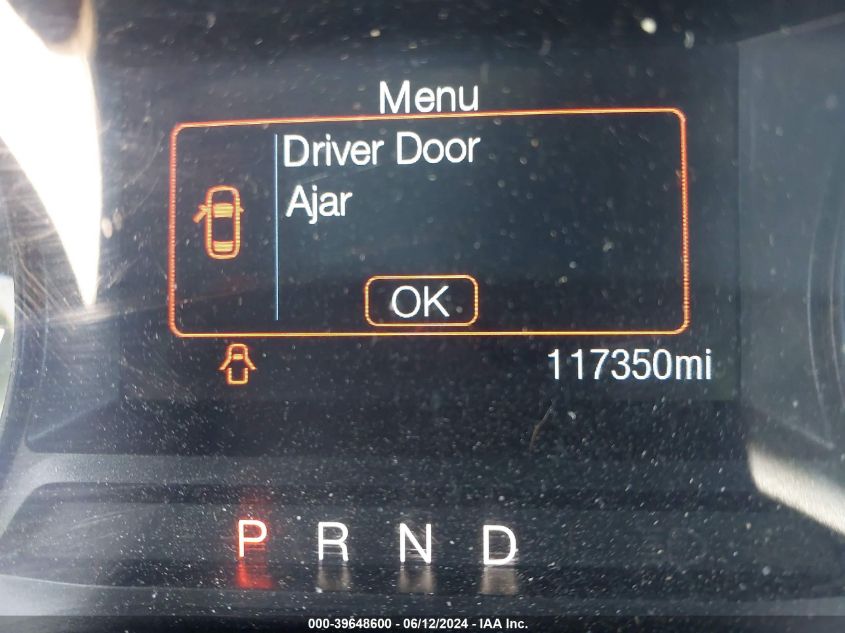 Menu
Driver Door
Ajar
OK
117350mi
P R N D
000-39648600 - 06/12/2024 - IAA Inc.